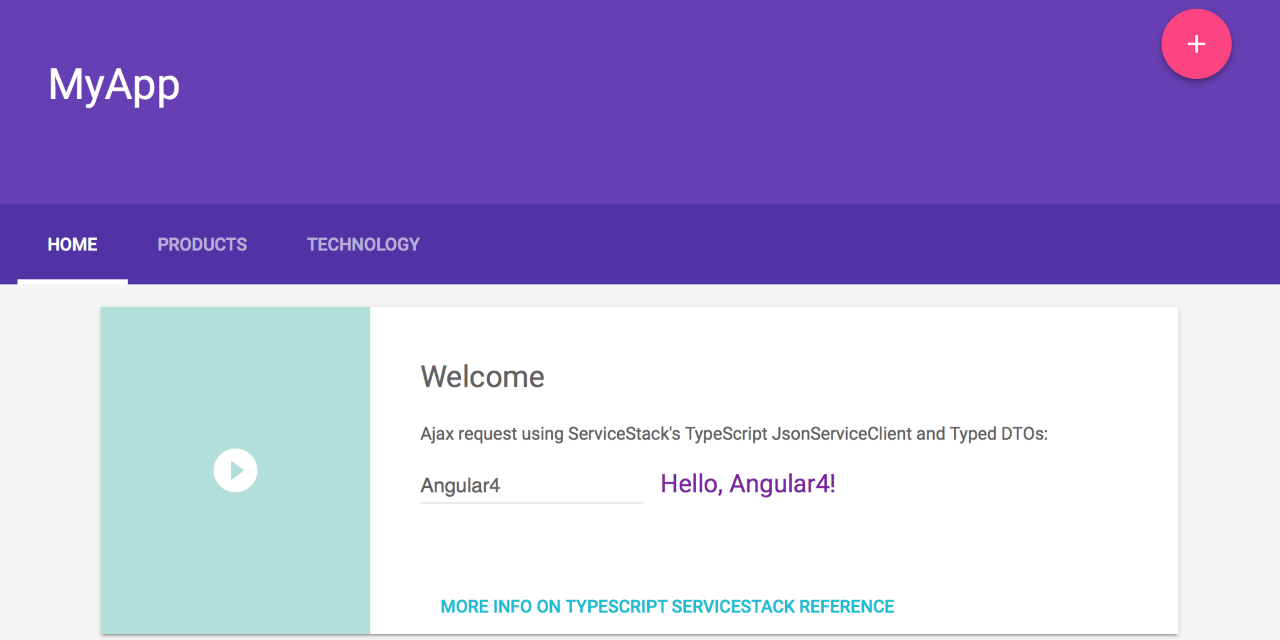 MyApp
+
HOME PRODUCTS TECHNOLOGY
Welcome
Ajax request using ServiceStack's TypeScript JsonServiceClient and Typed DTOs:
Angular4 Hello, Angular4!
MORE INFO ON TYPESCRIPT SERVICESTACK REFERENCE